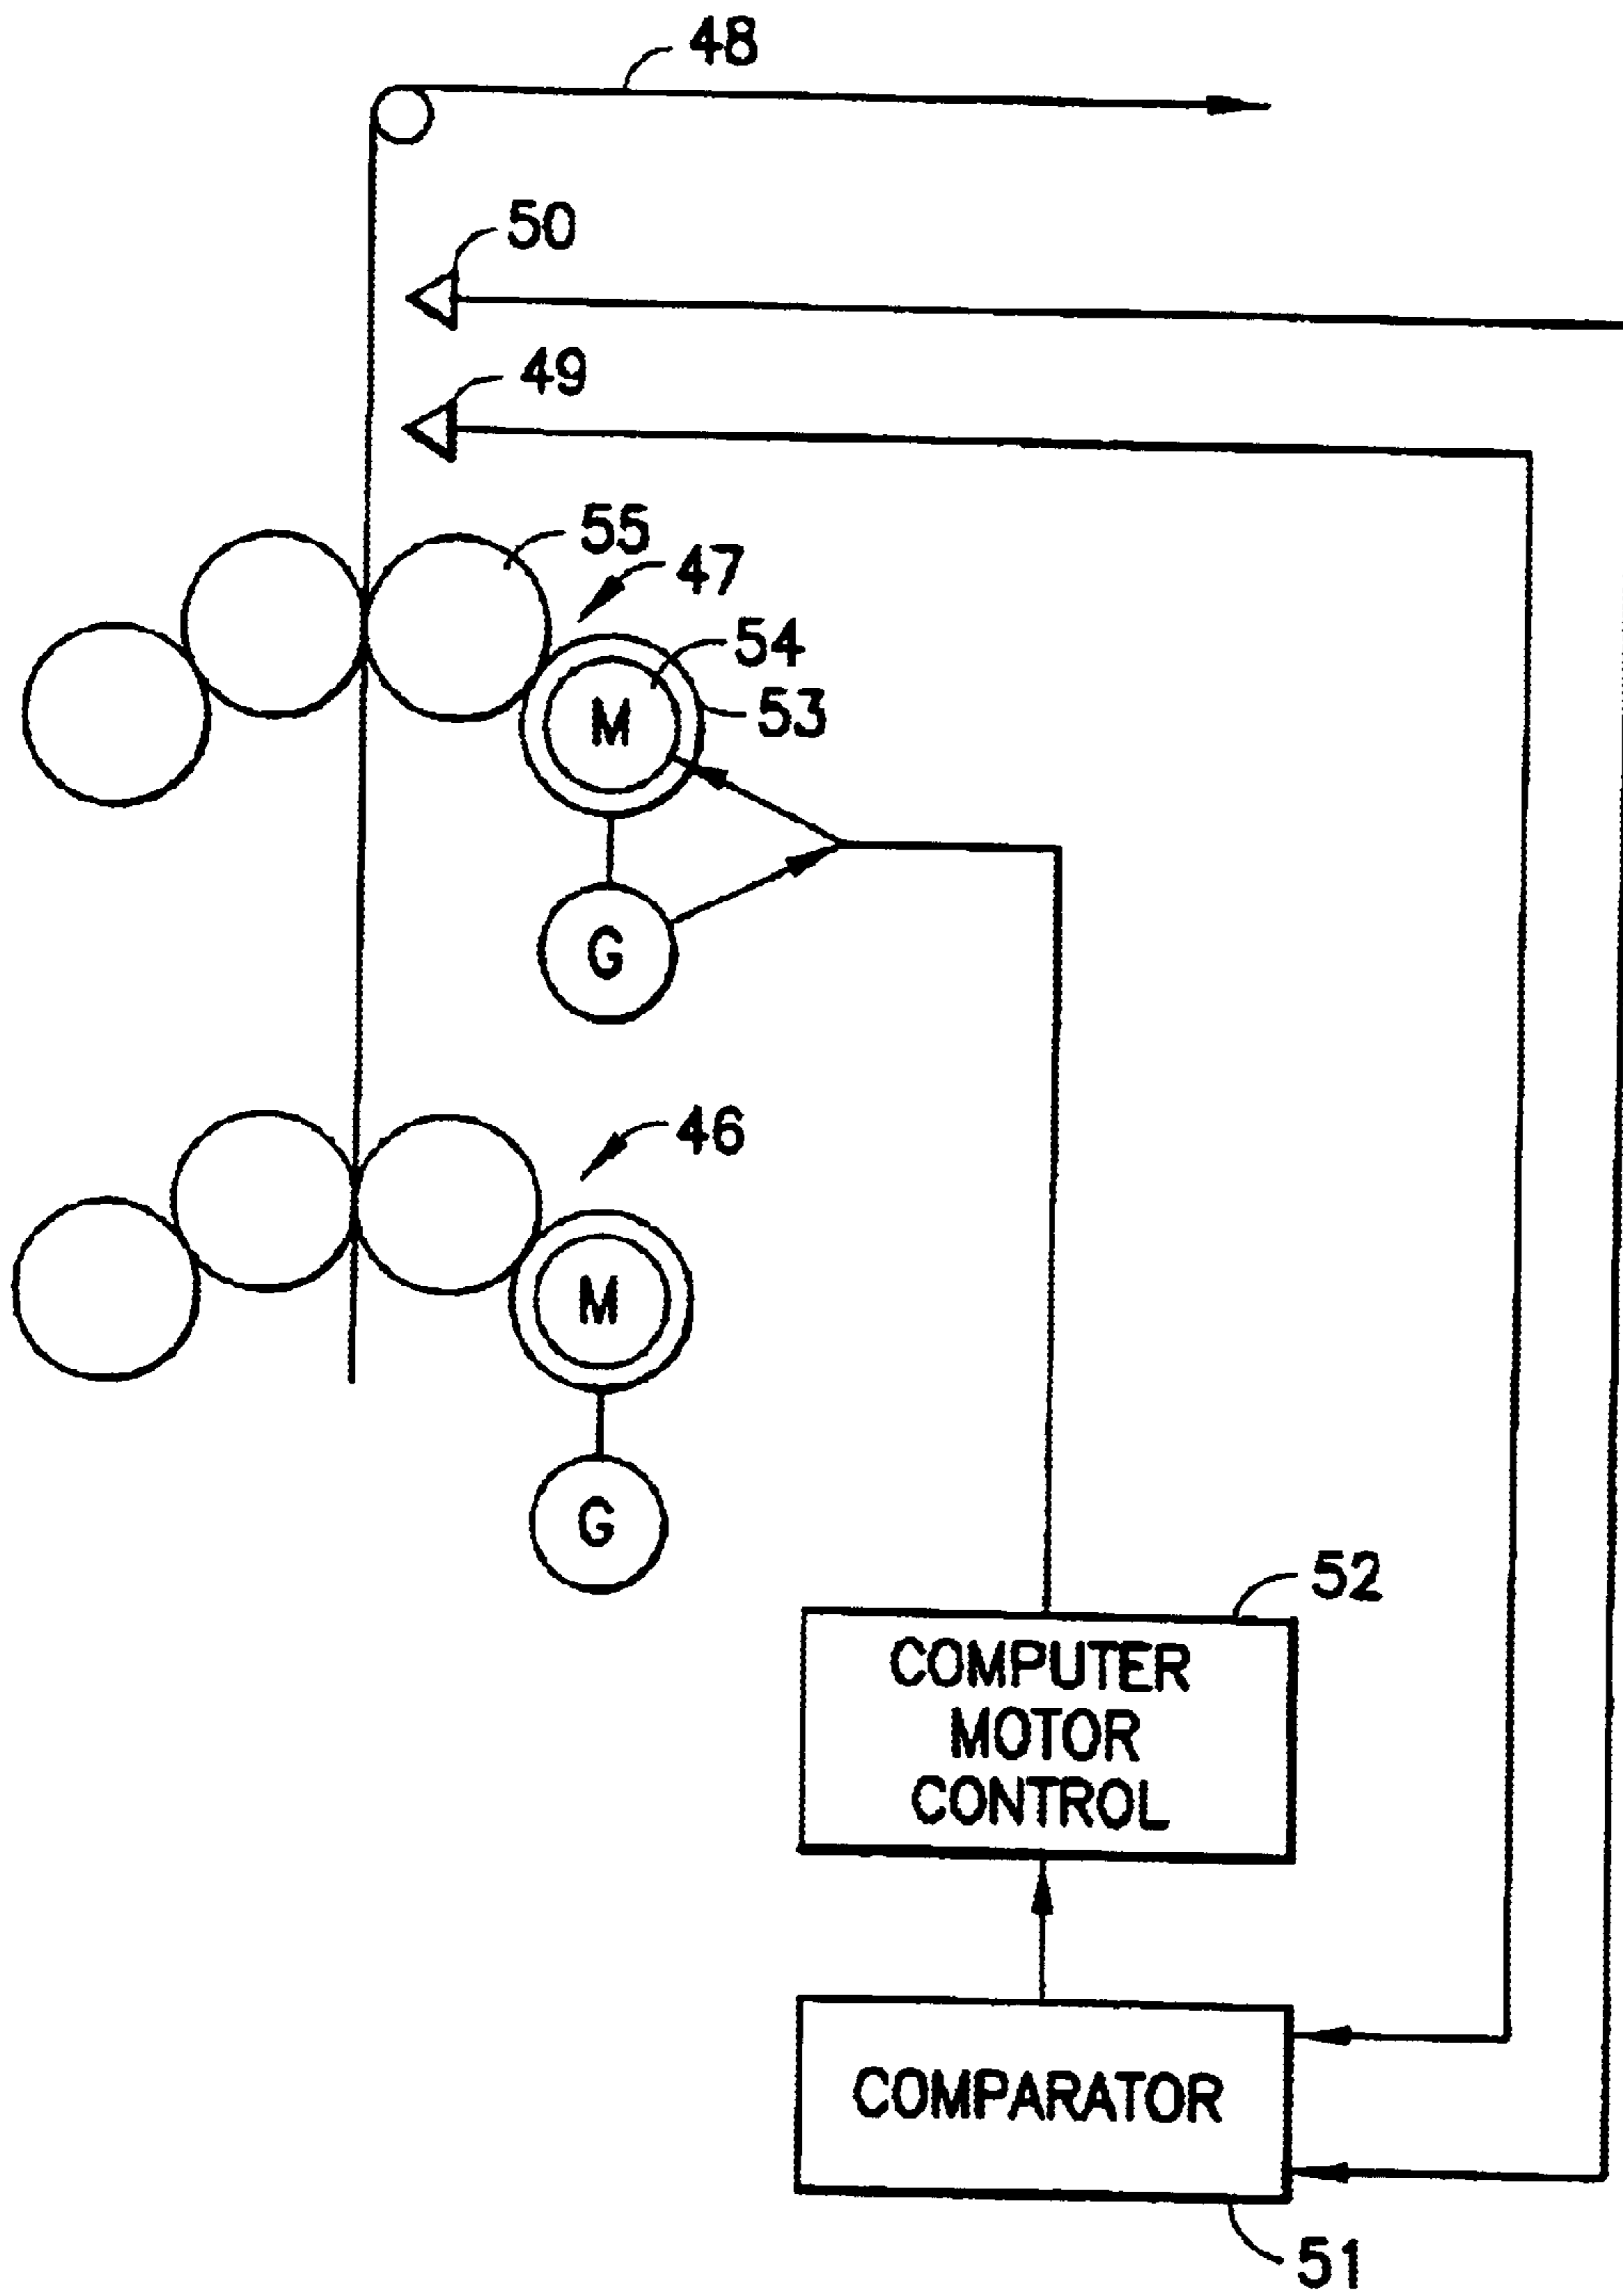 48
50
49
55
47
54
M
53
G
46
M
G
52
COMPUTER
MOTOR
CONTROL
COMPARATOR
51